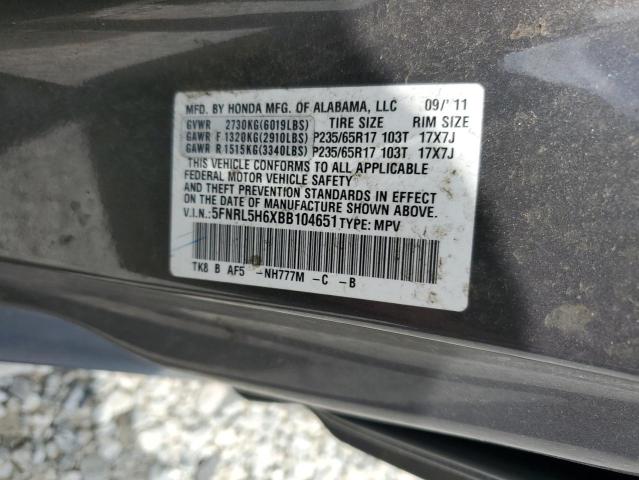 MFD. BY HONDA MFG. OF ALABAMA, LLC 09/'11
GVWR 2730KG(6019LBS) TIRE SIZE RIM SIZE
GAWR F 1320KG(2910LBS) P235/65R17 103T 17X7J
GAWR R 1515KG(3340LBS) P235/65R17 103T 17X7J
THIS VEHICLE CONFORMS TO ALL APPLICABLE
FEDERAL MOTOR VEHICLE SAFETY
AND THEFT PREVENTION STANDARDS IN EFFECT
ON THE DATE OF MANUFACTURE SHOWN ABOVE.
V.I.N.: 5FNRL5H6XBB104651 TYPE: MPV
TK8 B AF5 -NH777M -C -B